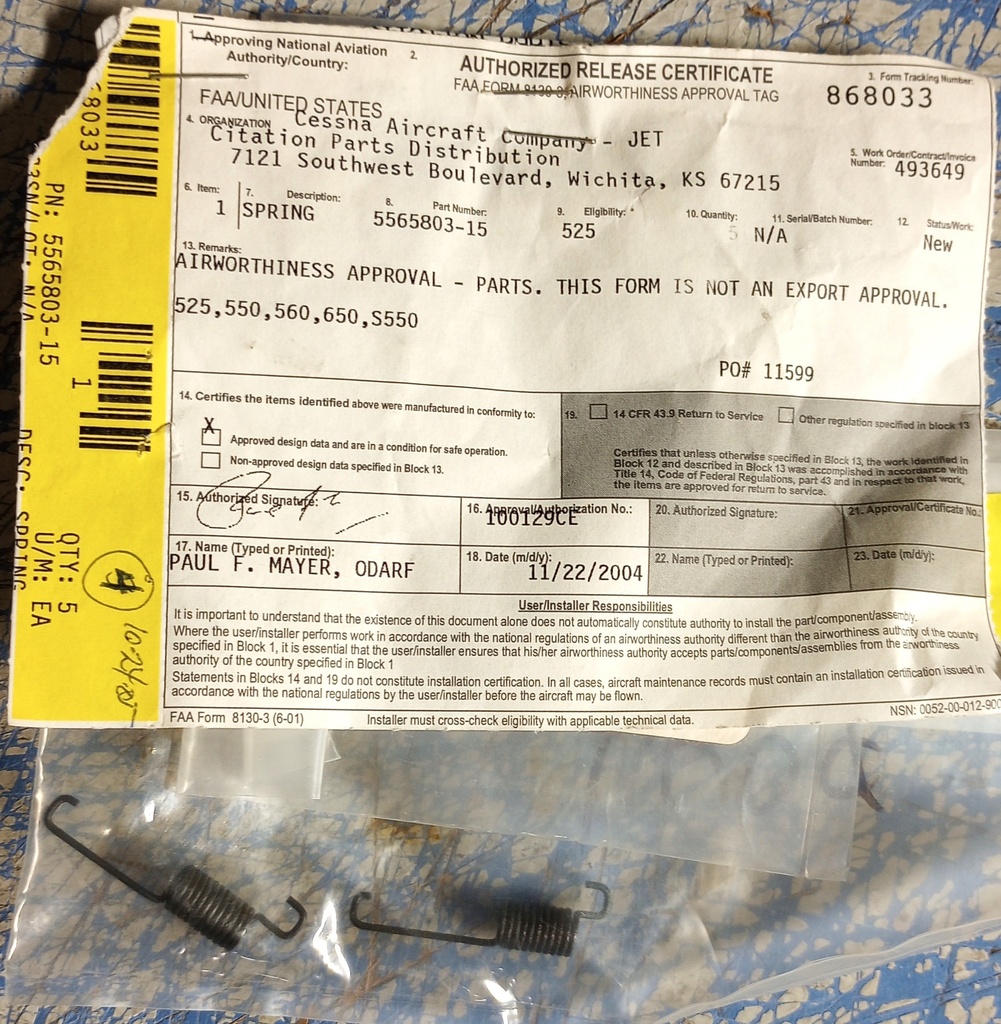 1. Approving National Aviation
Authority/Country:
2.
AUTHORIZED RELEASE CERTIFICATE
FAA FORM 8130-3, AIRWORTHINESS APPROVAL TAG
3. Form Tracking Number:
868033
FAA/UNITED STATES
4. ORGANIZATION Cessna Aircraft Company - JET
Citation Parts Distribution
7121 Southwest Boulevard, Wichita, KS 67215
5. Work Order/Contract/Invoice
Number: 493649
6. Item: 7. Description: 8. Part Number: 9. Eligibility: * 10. Quantity: 11. Serial/Batch Number: 12. Status/Work:
1 SPRING 5565803-15 525 5 N/A New
13. Remarks:
AIRWORTHINESS APPROVAL - PARTS. THIS FORM IS NOT AN EXPORT APPROVAL.
525,550,560,650,S550
PO# 11599
14. Certifies the items identified above were manufactured in conformity to:
X Approved design data and are in a condition for safe operation.
Non-approved design data specified in Block 13.
19. 14 CFR 43.9 Return to Service Other regulation specified in block 13
Certifies that unless otherwise specified in Block 13, the work identified in
Block 12 and described in Block 13 was accomplished in accordance with
Title 14, Code of Federal Regulations, part 43 and in respect to that work,
the items are approved for return to service.
15. Authorized Signature:
16. Approval/Authorization No.:
100129CE
20. Authorized Signature:
21. Approval/Certificate No.:
17. Name (Typed or Printed):
PAUL F. MAYER, ODARF
18. Date (m/d/y):
11/22/2004
22. Name (Typed or Printed):
23. Date (m/d/y):
User/Installer Responsibilities
It is important to understand that the existence of this document alone does not automatically constitute authority to install the part/component/assembly.
Where the user/installer performs work in accordance with the national regulations of an airworthiness authority different than the airworthiness authority of the country
specified in Block 1, it is essential that the user/installer ensures that his/her airworthiness authority accepts parts/components/assemblies from the airworthiness
authority of the country specified in Block 1
Statements in Blocks 14 and 19 do not constitute installation certification. In all cases, aircraft maintenance records must contain an installation certification issued in
accordance with the national regulations by the user/installer before the aircraft may be flown.
FAA Form 8130-3 (6-01)
Installer must cross-check eligibility with applicable technical data.
NSN: 0052-00-012-900
68033
PN: 5565803-15
SN/LOT: N/A
1
DESC: SPRING
QTY: 5
U/M: EA
4
10-24-05